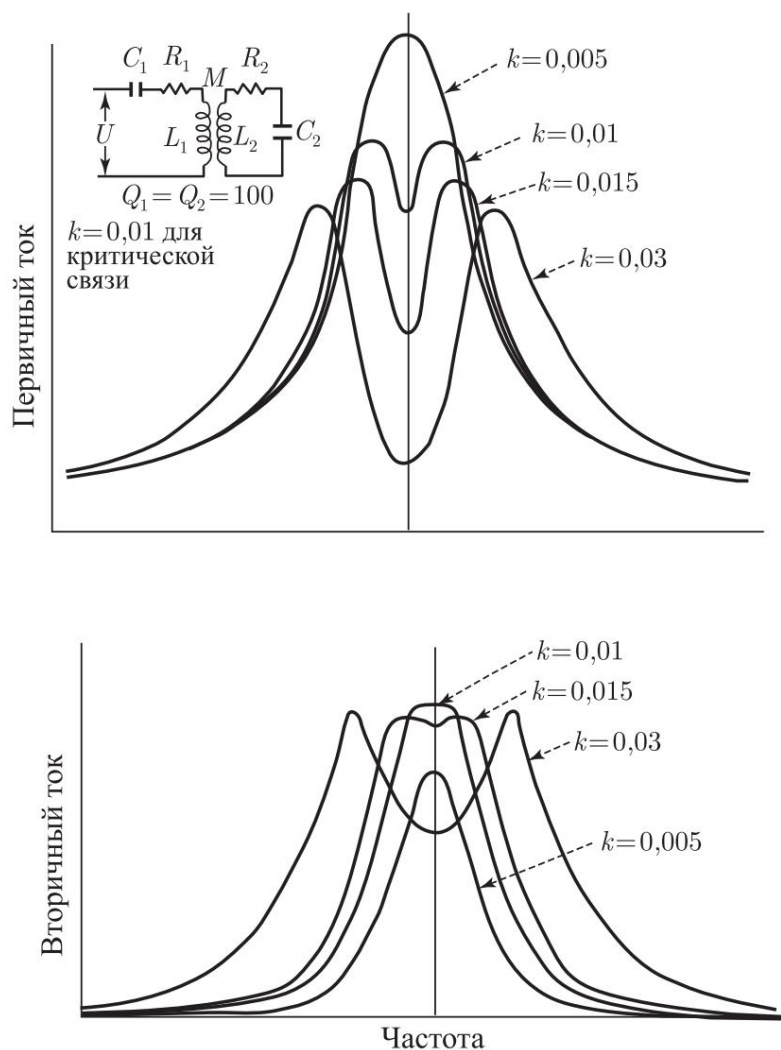 C₁ R₁ M R₂
U L₁ L₂ C₂
Q₁ = Q₂ = 100
k=0,01 для
критической
связи
k=0,005
k=0,01
k=0,015
k=0,03
Первичный ток
k=0,01
k=0,015
k=0,03
k=0,005
Вторичный ток
Частота